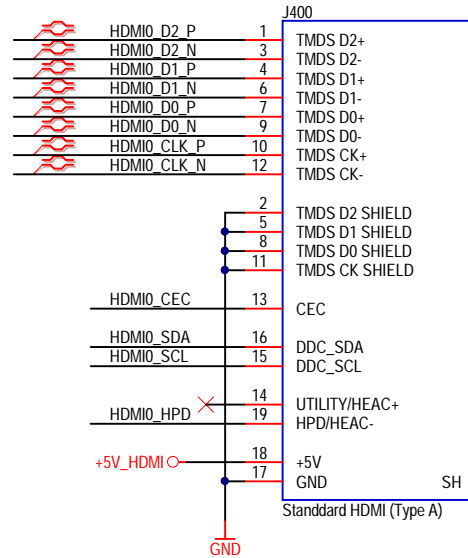 J400
HDMI0_D2_P 1 TMDS D2+
HDMI0_D2_N 3 TMDS D2-
HDMI0_D1_P 4 TMDS D1+
HDMI0_D1_N 6 TMDS D1-
HDMI0_D0_P 7 TMDS D0+
HDMI0_D0_N 9 TMDS D0-
HDMI0_CLK_P 10 TMDS CK+
HDMI0_CLK_N 12 TMDS CK-
2 TMDS D2 SHIELD
5 TMDS D1 SHIELD
8 TMDS D0 SHIELD
11 TMDS CK SHIELD
HDMI0_CEC 13 CEC
HDMI0_SDA 16 DDC_SDA
HDMI0_SCL 15 DDC_SCL
14 UTILITY/HEAC+
HDMI0_HPD 19 HPD/HEAC-
+5V_HDMI 18 +5V
17 GND SH
Standdard HDMI (Type A)
GND